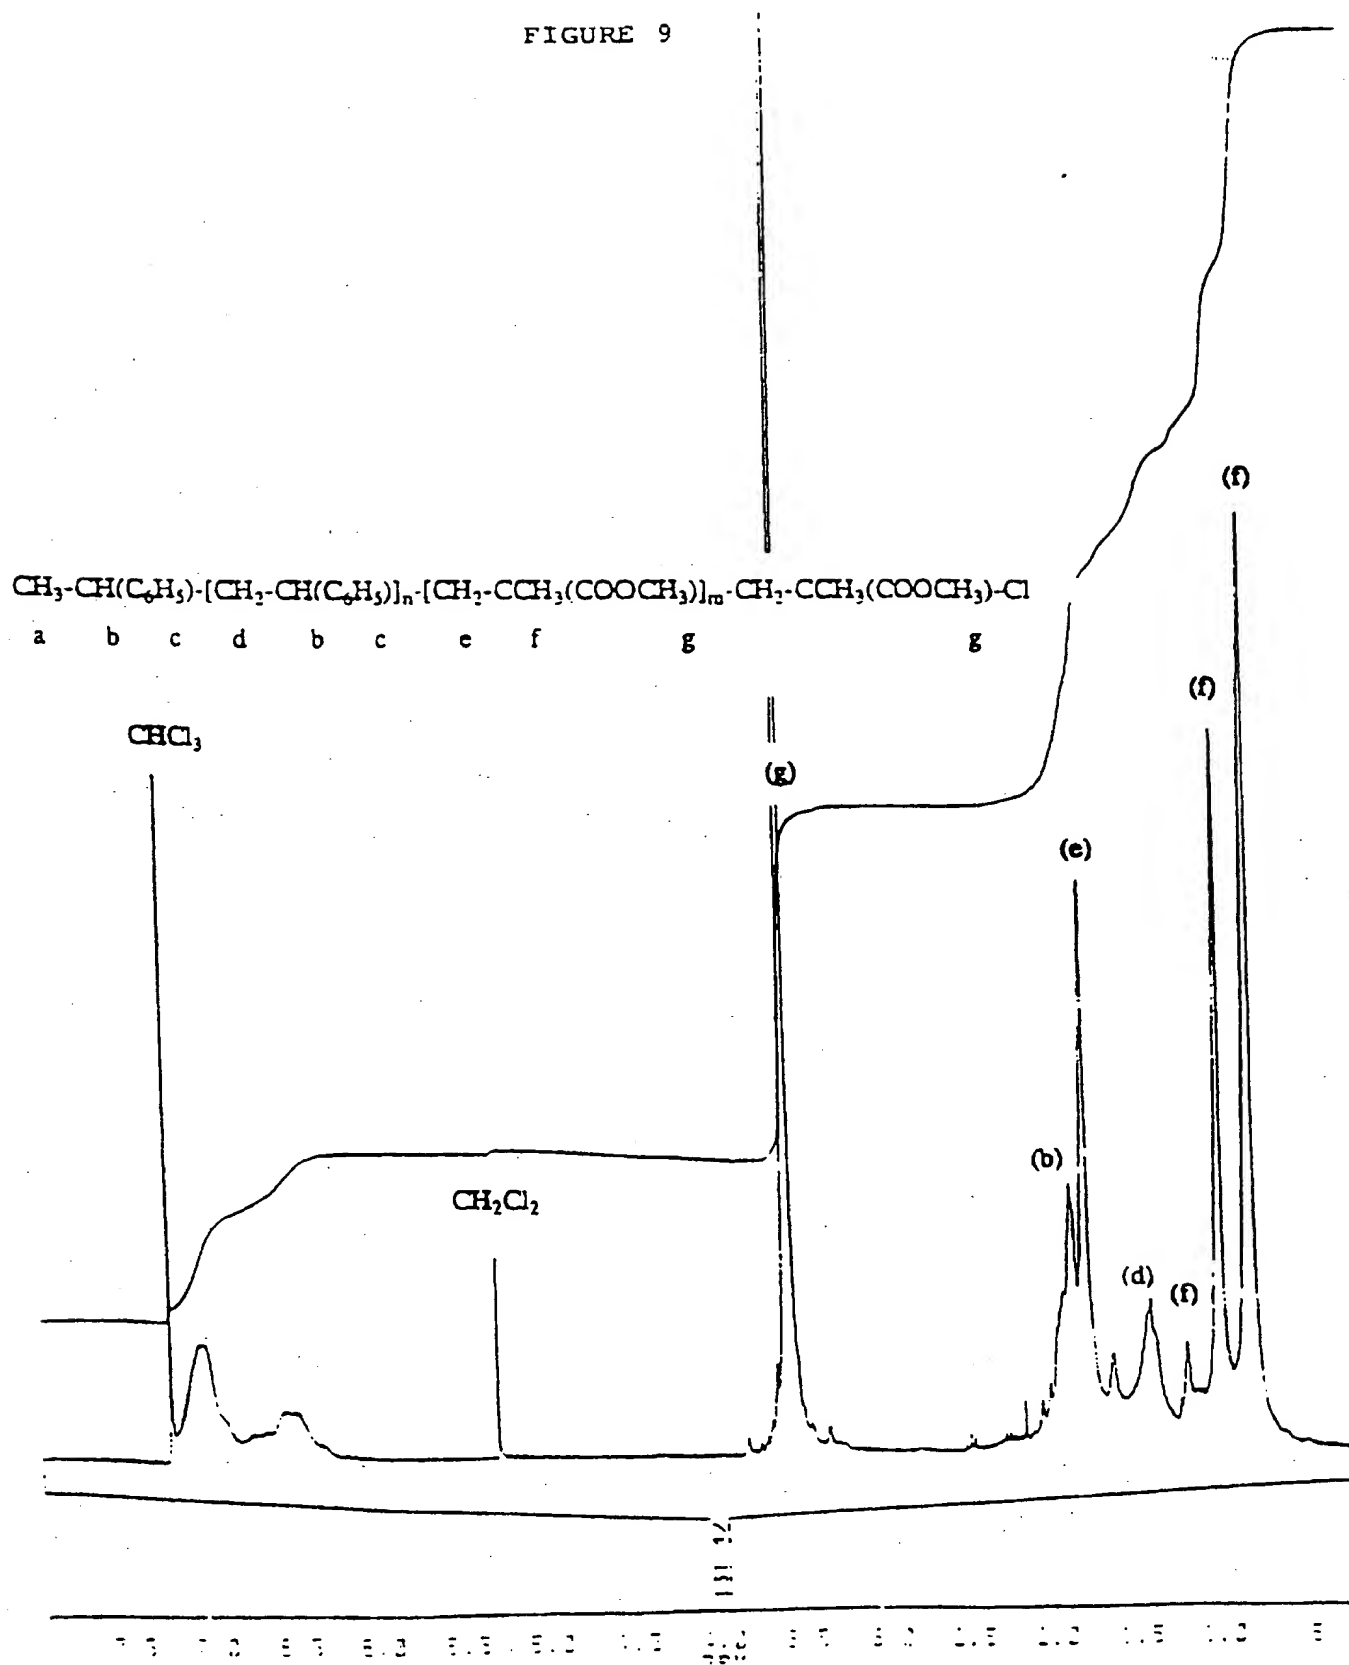 FIGURE 9
(f)
CH₃-CH(C₆H₅)-[CH₂-CH(C₆H₅)]ₙ-[CH₂-CCH₃(COOCH₃)]ₘ-CH₂-CCH₃(COOCH₃)-Cl
a b c d b c e f g g
(f)
CHCl₃
(g)
(e)
(b)
CH₂Cl₂
(d)
(f)